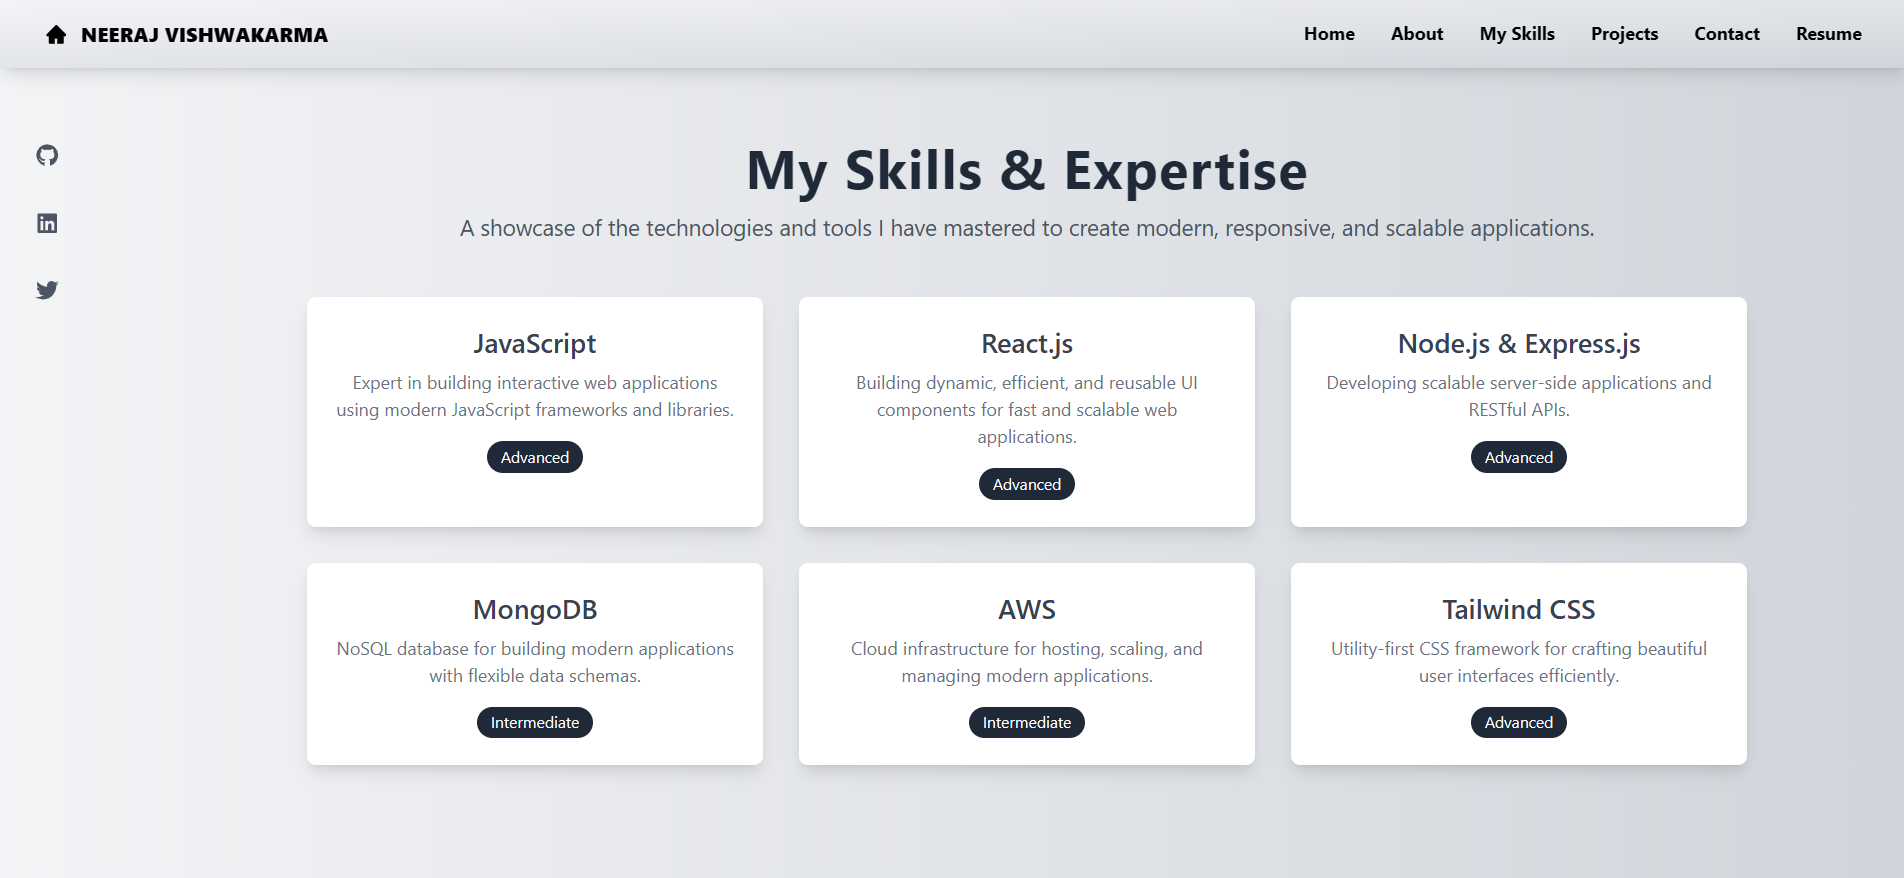 NEERAJ VISHWAKARMA
Home
About
My Skills
Projects
Contact
Resume
My Skills & Expertise
A showcase of the technologies and tools I have mastered to create modern, responsive, and scalable applications.
JavaScript
Expert in building interactive web applications
using modern JavaScript frameworks and libraries.
Advanced
React.js
Building dynamic, efficient, and reusable UI
components for fast and scalable web
applications.
Advanced
Node.js & Express.js
Developing scalable server-side applications and
RESTful APIs.
Advanced
MongoDB
NoSQL database for building modern applications
with flexible data schemas.
Intermediate
AWS
Cloud infrastructure for hosting, scaling, and
managing modern applications.
Intermediate
Tailwind CSS
Utility-first CSS framework for crafting beautiful
user interfaces efficiently.
Advanced